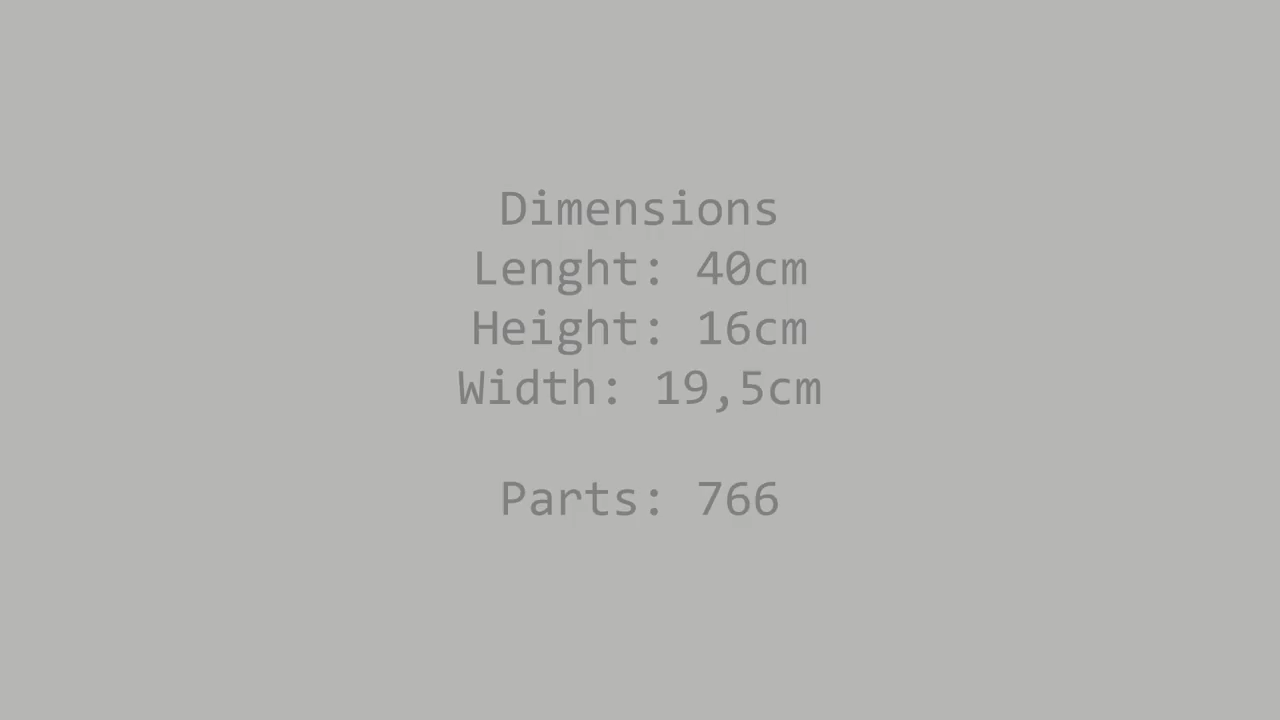 Dimensions
Lenght: 40cm
Height: 16cm
Width: 19,5cm
Parts: 766